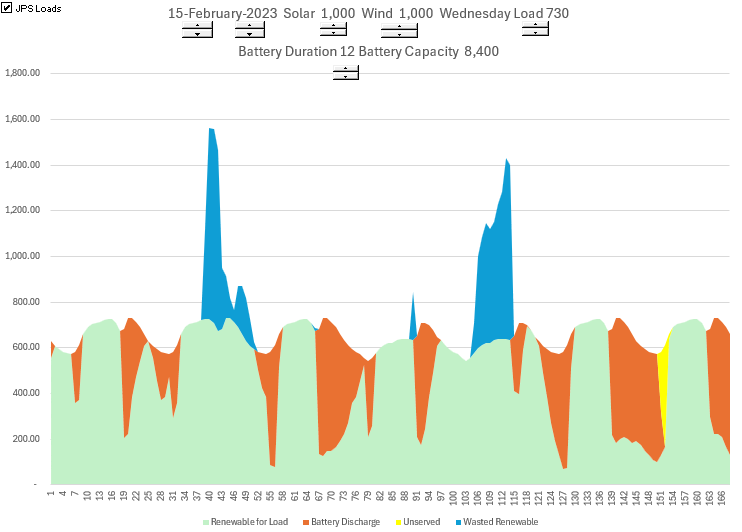 JPS Loads
15-February-2023 Solar 1,000 Wind 1,000 Wednesday Load 730
Battery Duration 12 Battery Capacity 8,400
1,800.00
1,600.00
1,400.00
1,200.00
1,000.00
800.00
600.00
400.00
200.00
-
1 4 7 10 13 16 19 22 25 28 31 34 37 40 43 46 49 52 55 58 61 64 67 70 73 76 79 82 85 88 91 94 97 100 103 106 109 112 115 118 121 124 127 130 133 136 139 142 145 148 151 154 157 160 163 166
Renewable for Load Battery Discharge Unserved Wasted Renewable